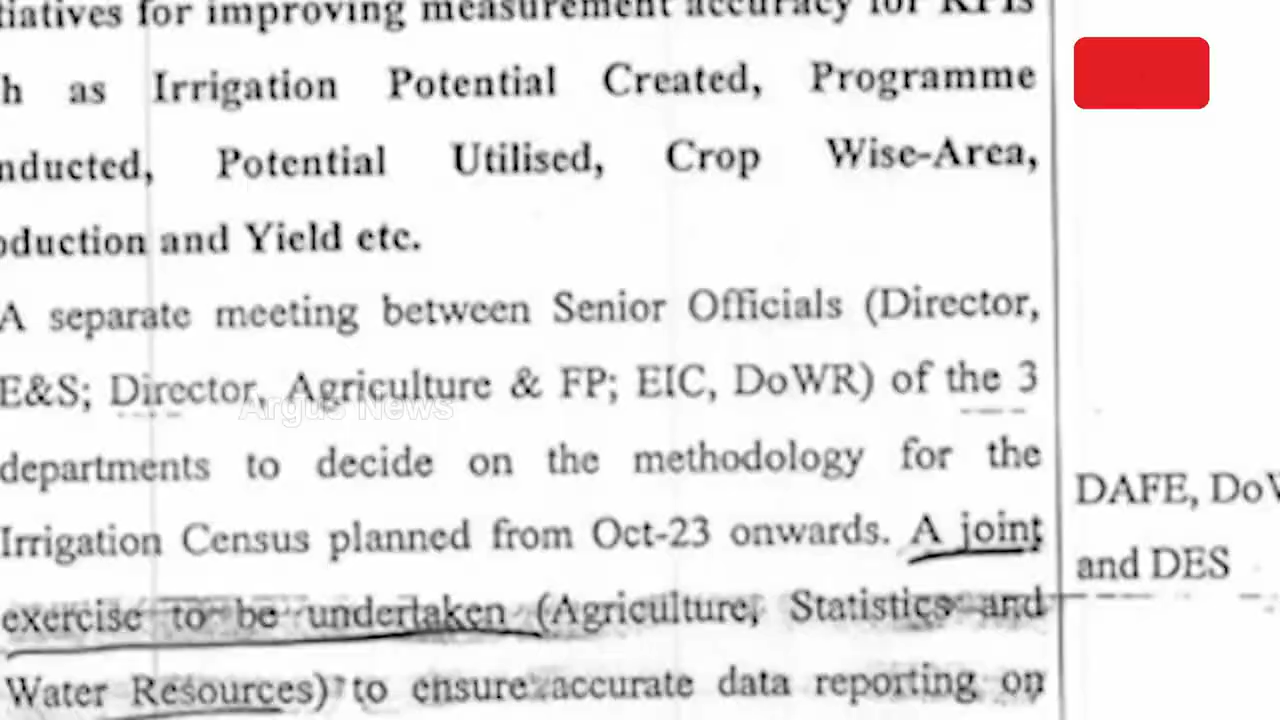 tiatives for improving measurement accuracy for KPIs
h as Irrigation Potential Created, Programme
nducted, Potential Utilised, Crop Wise-Area,
oduction and Yield etc.
A separate meeting between Senior Officials (Director,
E&S; Director, Agriculture & FP; EIC, DoWR) of the 3
Argus News
departments to decide on the methodology for the
Irrigation Census planned from Oct-23 onwards. A joint
exercise to be undertaken (Agriculture, Statistics and
Water Resources) to ensure accurate data reporting on
DAFE, DoW
and DES